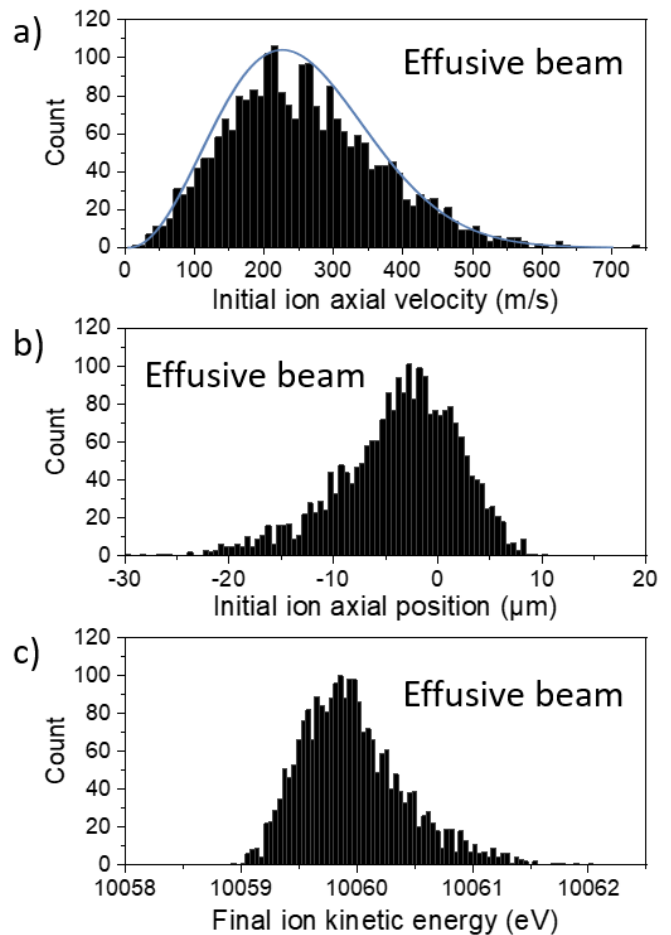 a)
Effusive beam
120
100
80
60
40
20
0
Count
0 100 200 300 400 500 600 700
Initial ion axial velocity (m/s)
b)
Effusive beam
120
100
80
60
40
20
0
Count
-30 -20 -10 0 10 20
Initial ion axial position (µm)
c)
Effusive beam
120
100
80
60
40
20
0
Count
10058 10059 10060 10061 10062
Final ion kinetic energy (eV)